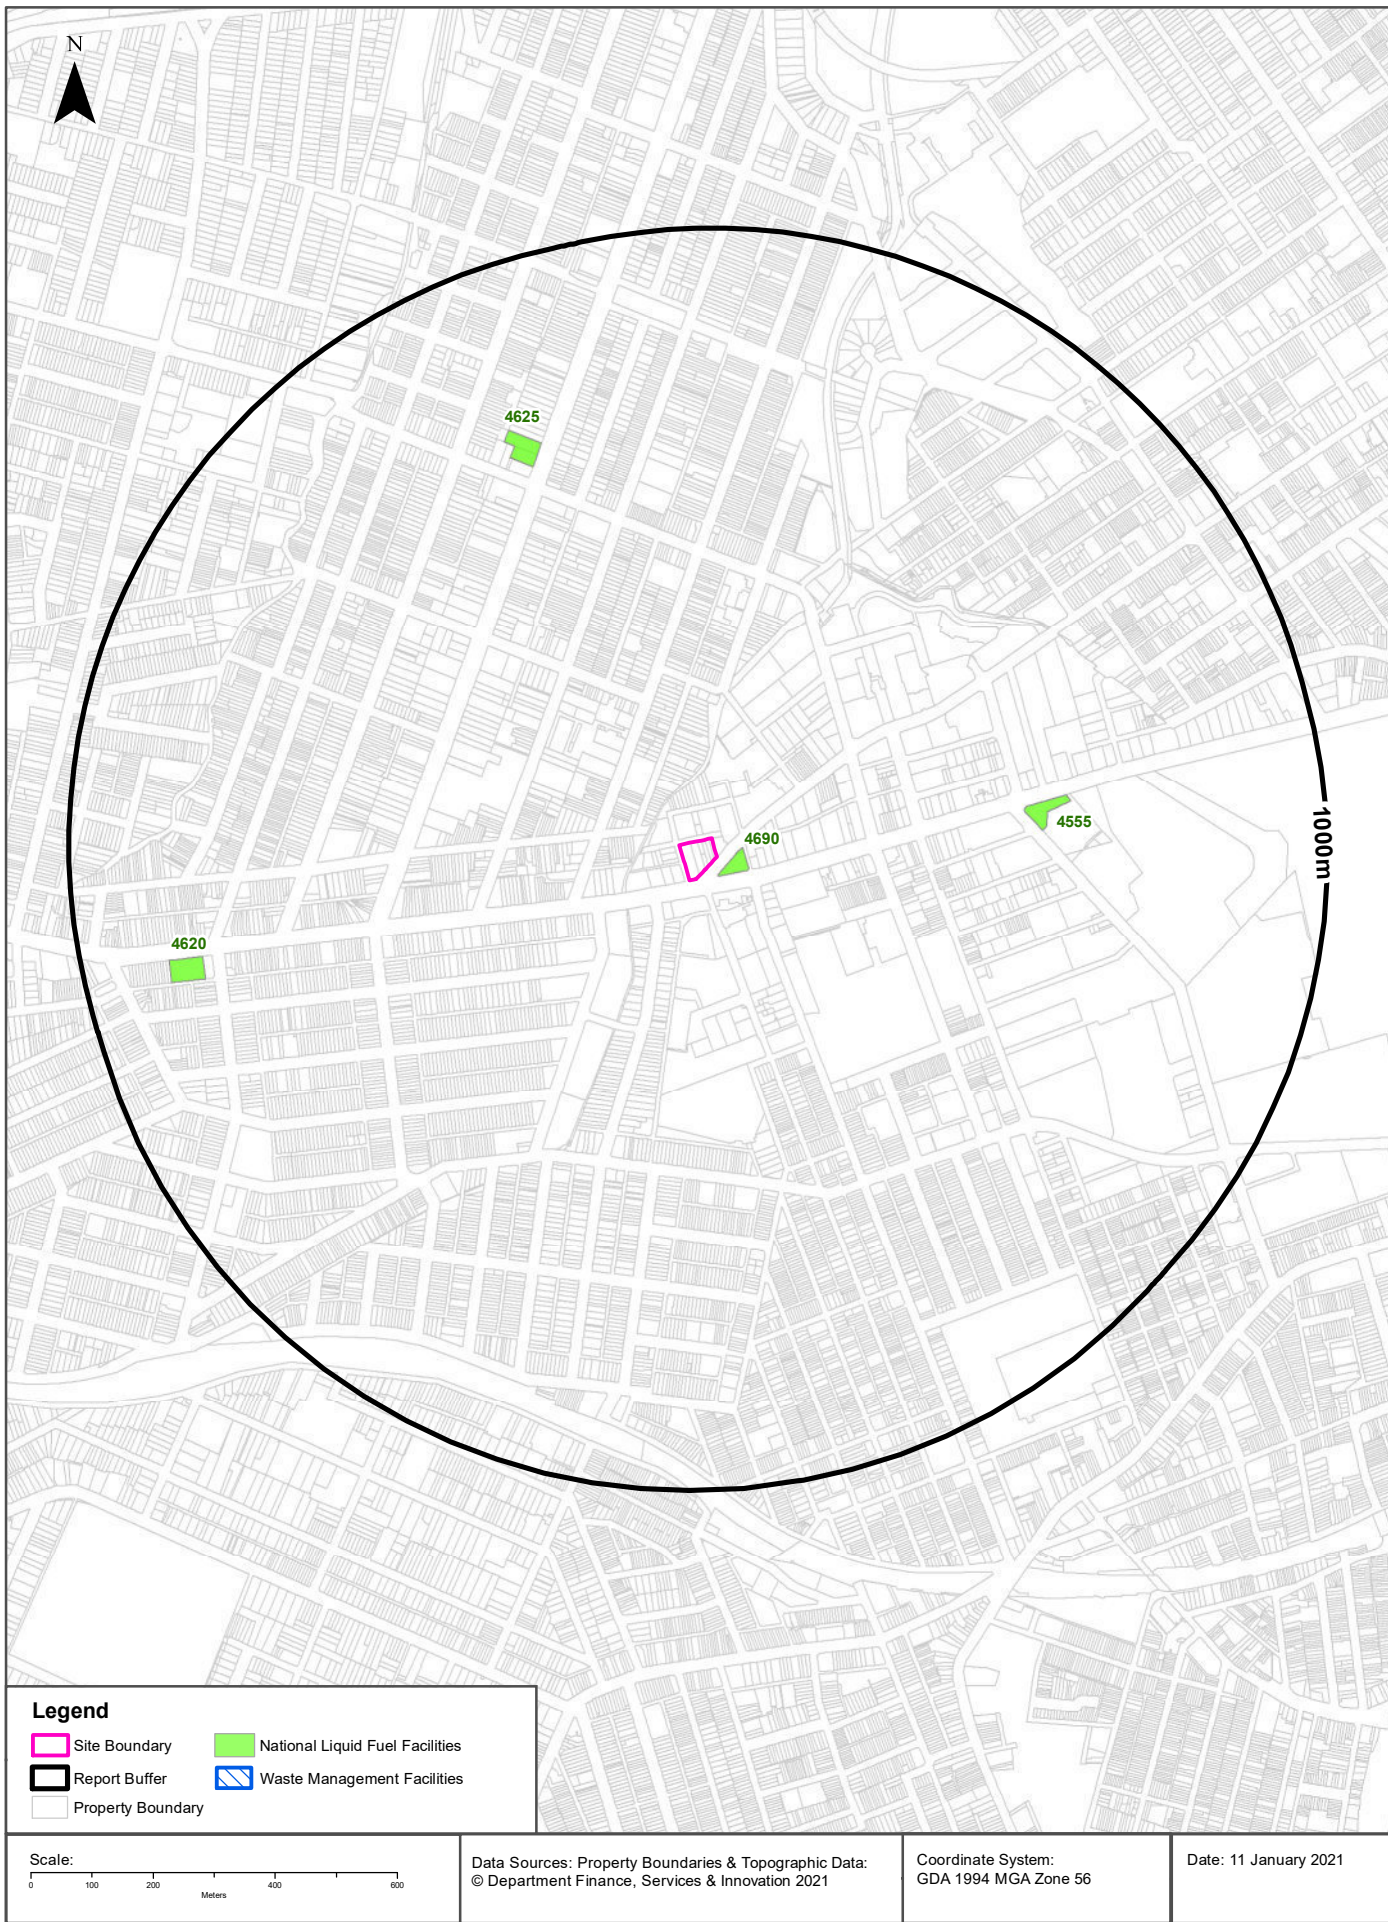 N
4625
1000m
4555
4690
4620
Legend
Site Boundary
National Liquid Fuel Facilities
Report Buffer
Waste Management Facilities
Property Boundary
Scale:
0 100 200 400 600
Meters
Data Sources: Property Boundaries & Topographic Data:
© Department Finance, Services & Innovation 2021
Coordinate System:
GDA 1994 MGA Zone 56
Date: 11 January 2021